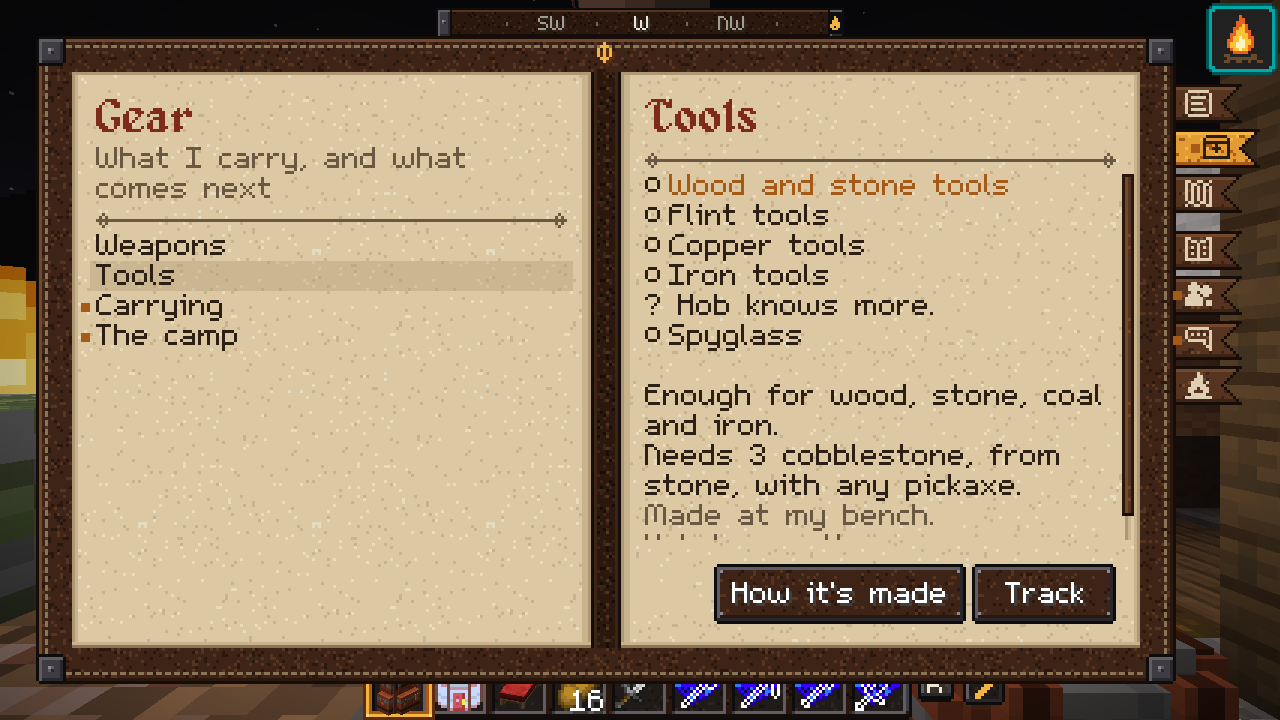 SW W NW
Gear
What I carry, and what
comes next
Weapons
Tools
Carrying
The camp
Tools
Wood and stone tools
Flint tools
Copper tools
Iron tools
? Hob knows more.
Spyglass
Enough for wood, stone, coal
and iron.
Needs 3 cobblestone, from
stone, with any pickaxe.
Made at my bench.
How it's made
Track
16